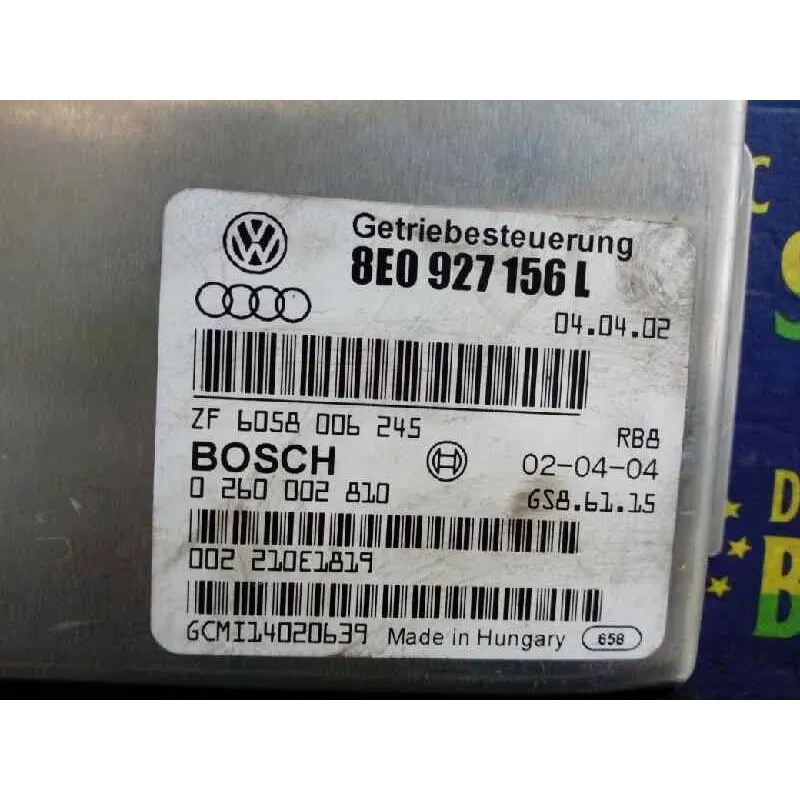 Getriebesteuerung
8E0 927 156 L
04.04.02
ZF 6058 006 245
RB8
BOSCH
02-04-04
0 260 002 810
GS8.61.15
002 210E1819
GCMI14020639 Made in Hungary 658